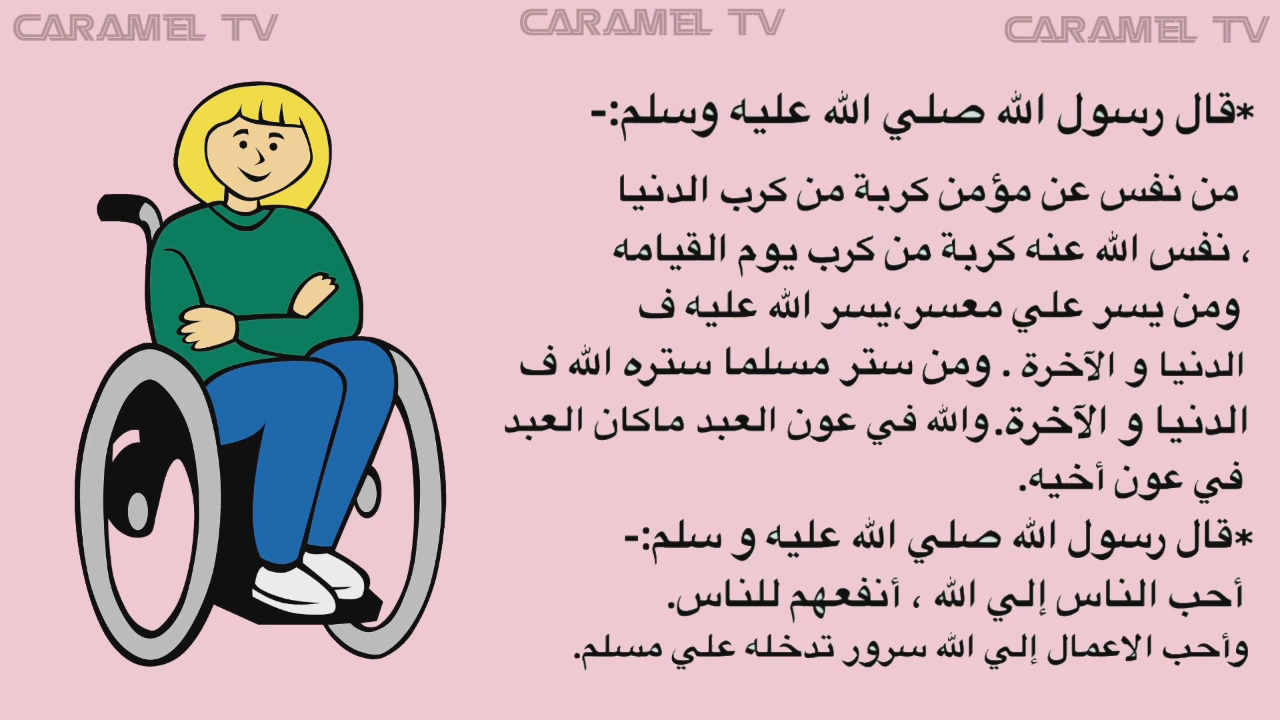 CARAMEL TV
CARAMEL TV
CARAMEL TV
*قال رسول الله صلي الله عليه وسلم:-
من نفس عن مؤمن كربة من كرب الدنيا
، نفس الله عنه كربة من كرب يوم القيامه
ومن يسر علي معسر،يسر الله عليه ف
الدنيا و الآخرة . ومن ستر مسلما ستره الله ف
الدنيا و الآخرة.والله في عون العبد ماكان العبد
في عون أخيه.
*قال رسول الله صلي الله عليه و سلم:-
أحب الناس إلي الله ، أنفعهم للناس.
وأحب الاعمال إلي الله سرور تدخله علي مسلم.